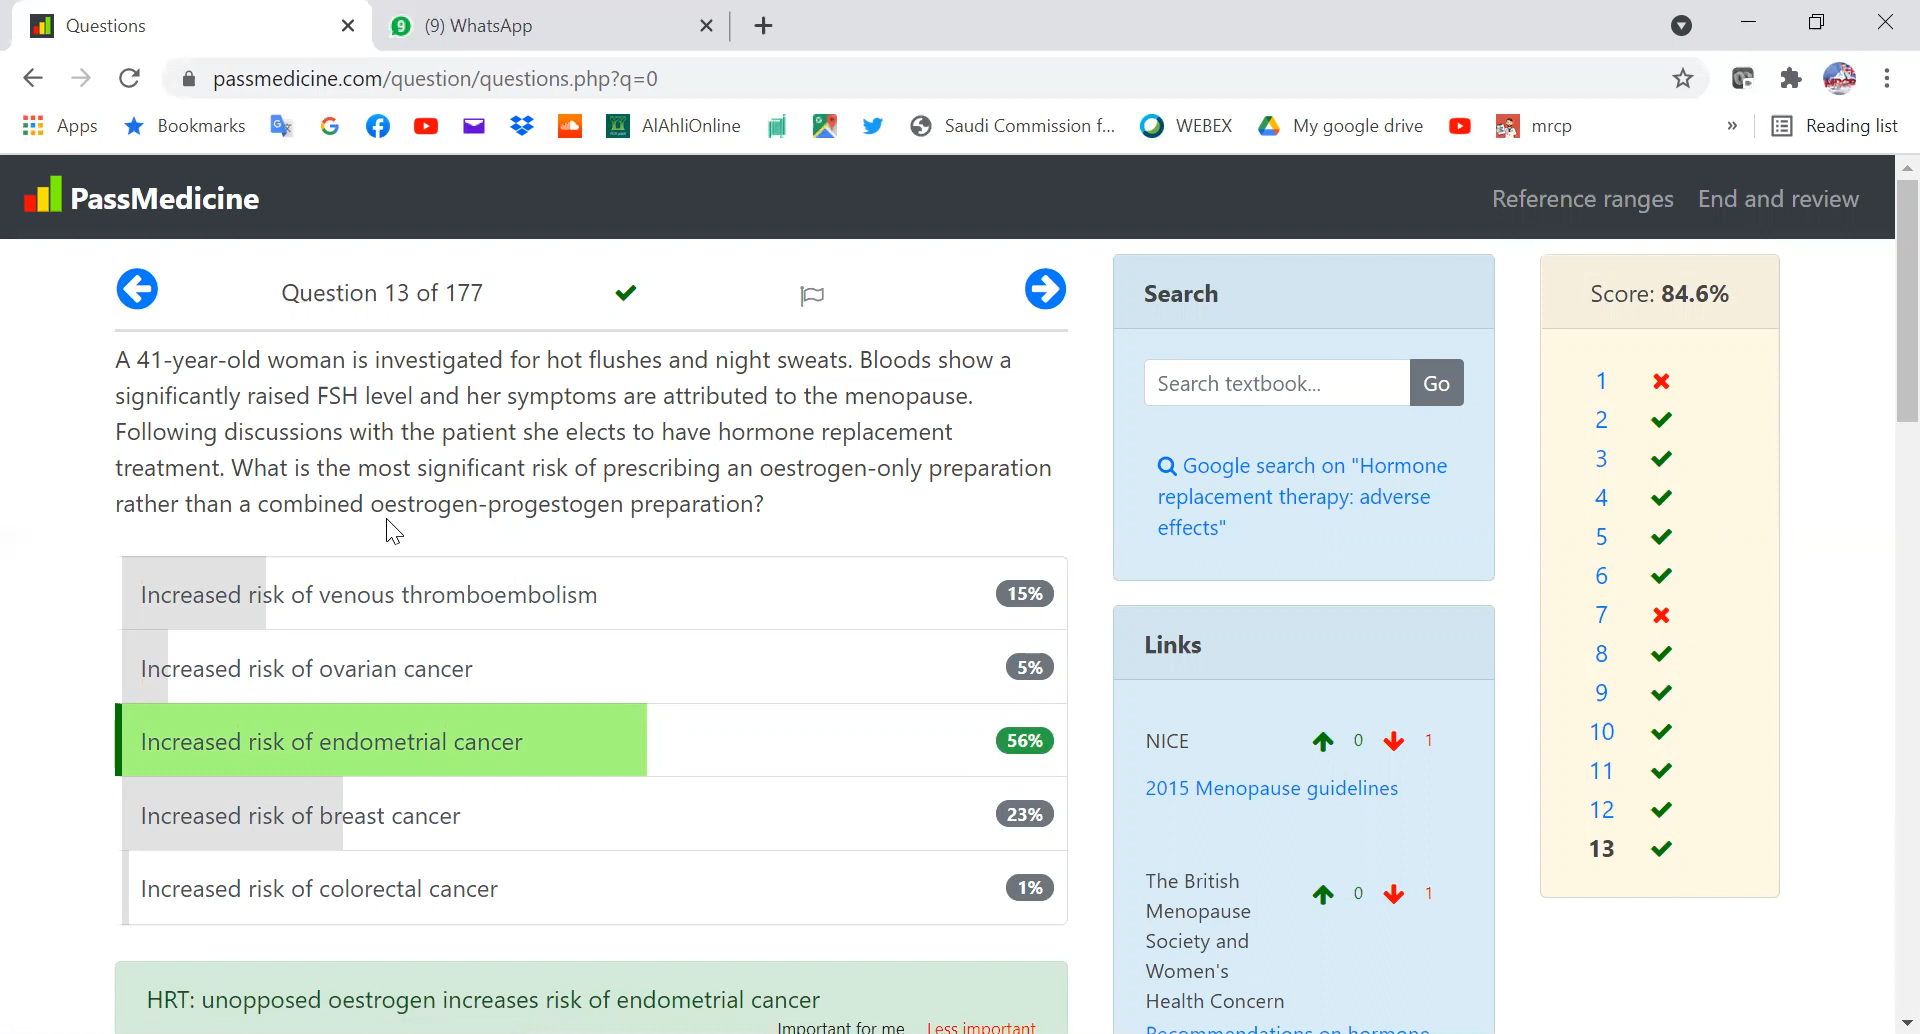 Questions
(9) WhatsApp
passmedicine.com/question/questions.php?q=0
Apps
Bookmarks
AlAhliOnline
Saudi Commission f...
WEBEX
My google drive
mrcp
»
Reading list
PassMedicine
Reference ranges
End and review
Question 13 of 177
A 41-year-old woman is investigated for hot flushes and night sweats. Bloods show a
significantly raised FSH level and her symptoms are attributed to the menopause.
Following discussions with the patient she elects to have hormone replacement
treatment. What is the most significant risk of prescribing an oestrogen-only preparation
rather than a combined oestrogen-progestogen preparation?
Increased risk of venous thromboembolism
15%
Increased risk of ovarian cancer
5%
Increased risk of endometrial cancer
56%
Increased risk of breast cancer
23%
Increased risk of colorectal cancer
1%
HRT: unopposed oestrogen increases risk of endometrial cancer
Important for me
Less important
Search
Search textbook...
Go
Google search on "Hormone
replacement therapy: adverse
effects"
Links
NICE
0
1
2015 Menopause guidelines
The British
Menopause
Society and
Women's
Health Concern
0
1
Recommendations on hormone
Score: 84.6%
1
2
3
4
5
6
7
8
9
10
11
12
13